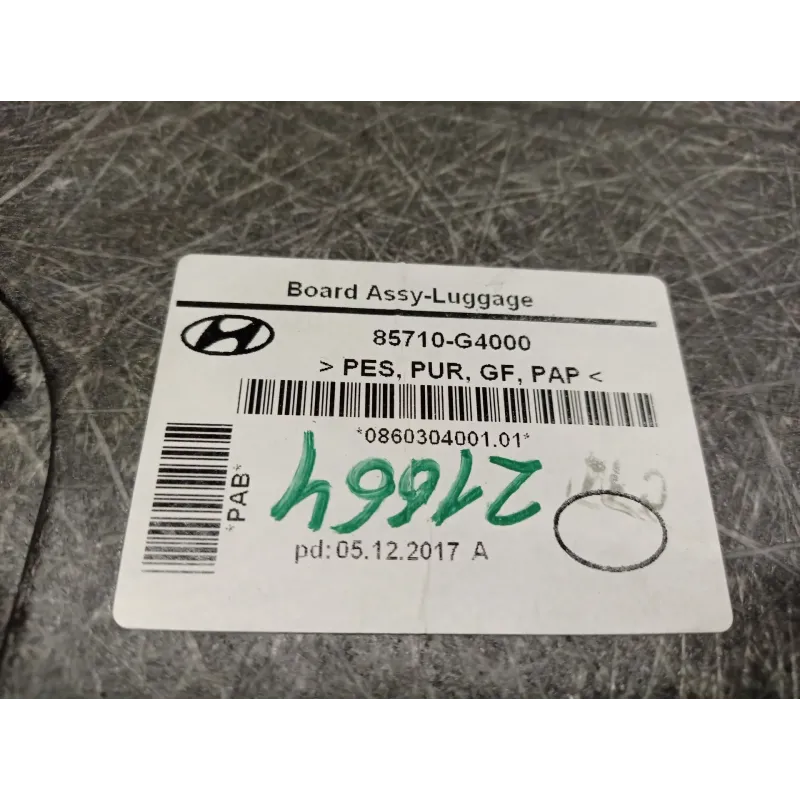 Board Assy-Luggage
85710-G4000
> PES, PUR, GF, PAP <
*0860304001.01*
*PAB*
21664
pd: 05.12.2017 A